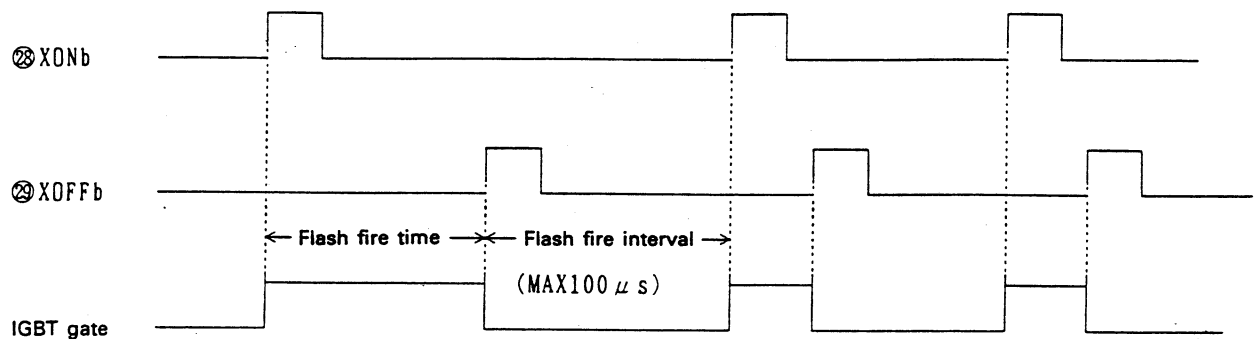 ㉘XONb
㉙XOFFb
Flash fire time
Flash fire interval
(MAX100μs)
IGBT gate